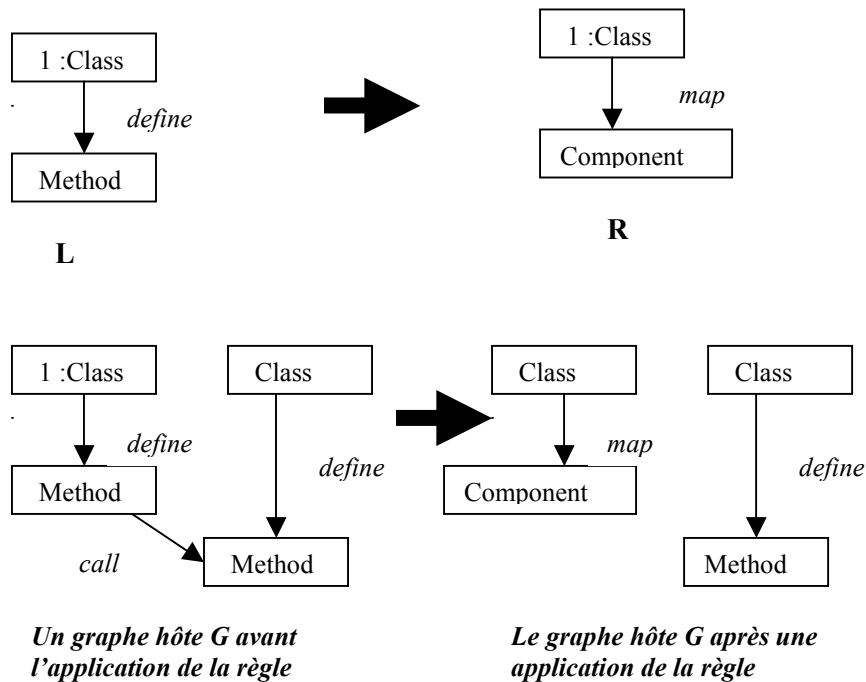 1 :Class
define
Method
L
1 :Class
map
Component
R
1 :Class
define
Method
call
Class
define
Method
Class
map
Component
Class
define
Method
Un graphe hôte G avant
l’application de la règle
Le graphe hôte G après une
application de la règle